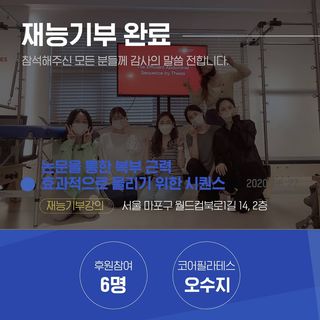 재능기부 완료
참석해주신 모든 분들께 감사의 말씀 전합니다.
Sequence by Thesis
논문을 통한 복부 근력
효과적으로 올리기 위한 시퀀스
2020
재능기부강의 서울 마포구 월드컵북로1길 14, 2층
후원참여 코어필라테스
6명 오수지